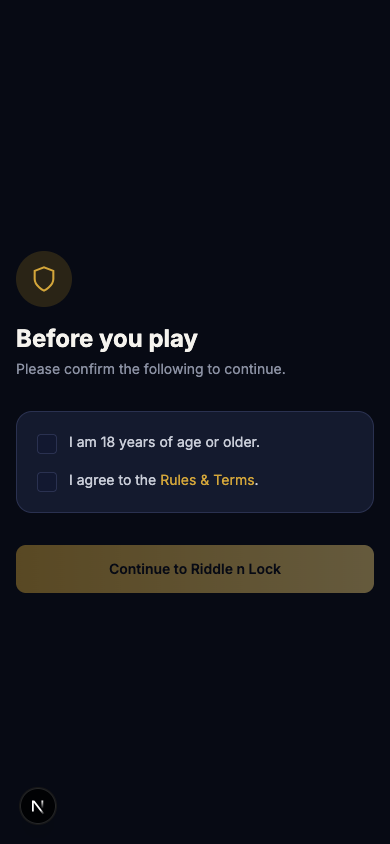 Before you play
Please confirm the following to continue.
I am 18 years of age or older.
I agree to the Rules & Terms.
Continue to Riddle n Lock
N